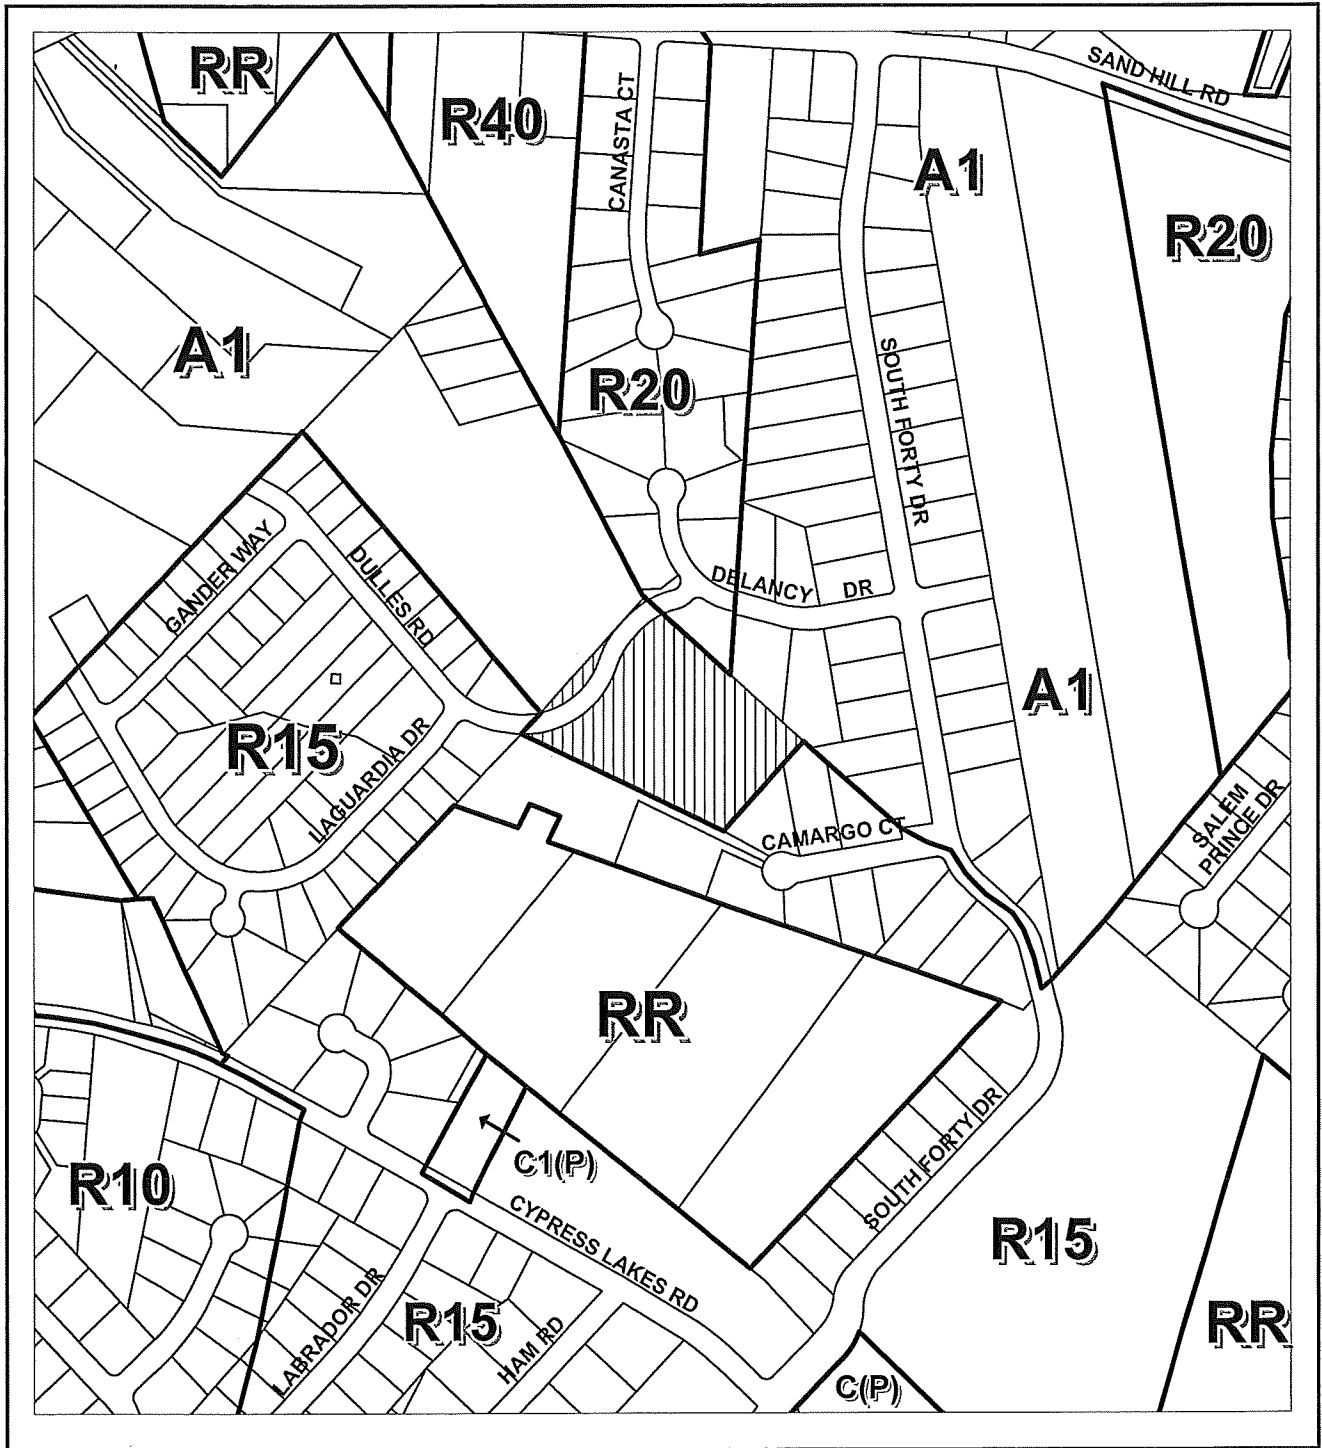 RR
SAND HILL RD
CANASTA CT
R40
A1
R20
A1
SOUTH FORTY DR
R20
GANDER WAY
DULLES RD
DELANCY DR
A1
R15
LAGUARDIA DR
SALEM
PRINCE DR
CAMARGO CT
RR
SOUTH FORTY DR
C1(P)
R10
CYPRESS LAKES RD
R15
LABRADOR DR
R15
HAM RD
RR
C(P)